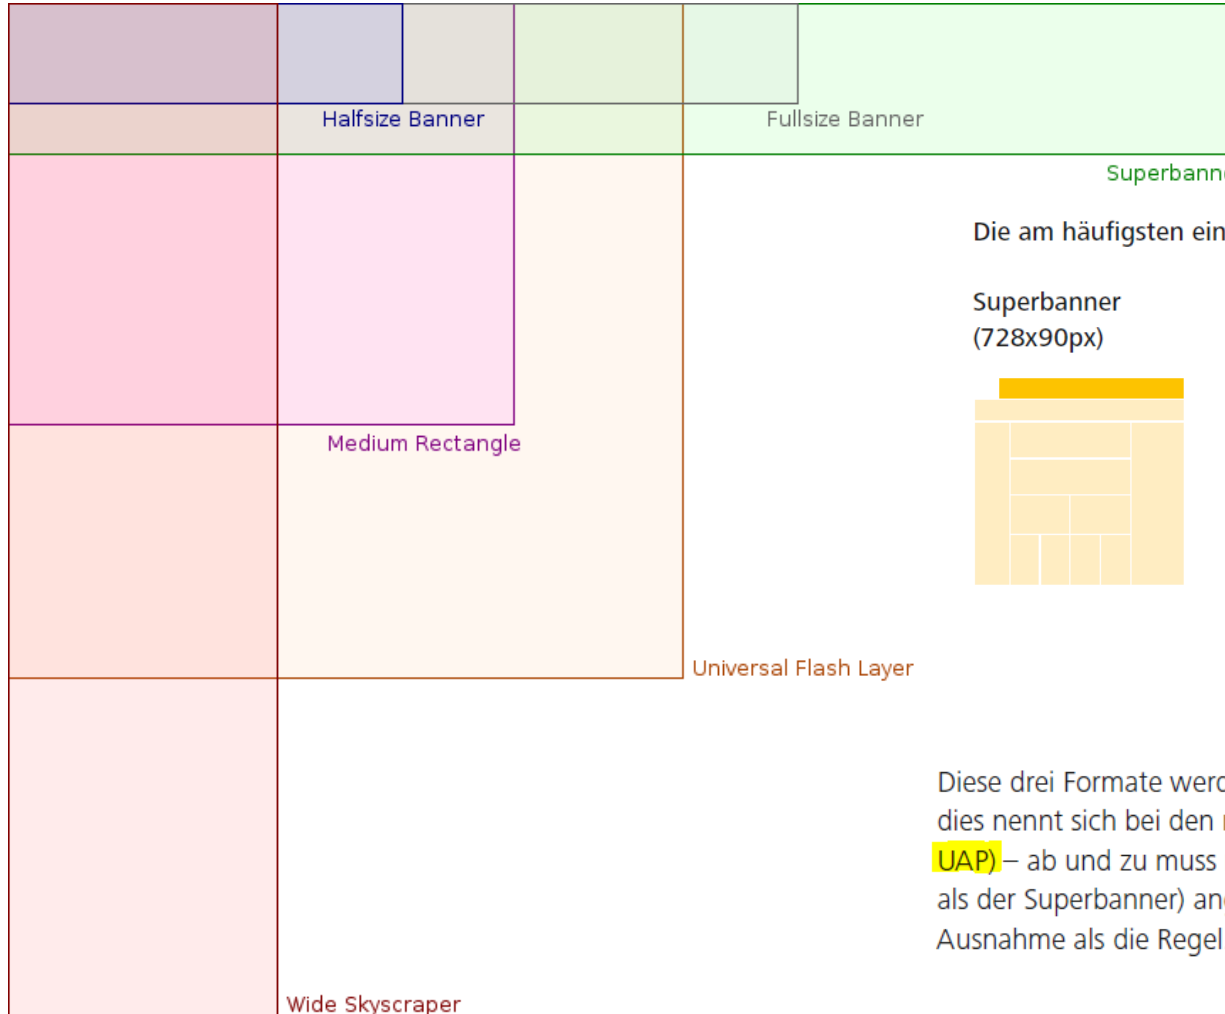 Halfsize Banner
Fullsize Banner
Superbann
Die am häufigsten ein
Superbanner
(728x90px)
Medium Rectangle
Universal Flash Layer
Diese drei Formate werd
dies nennt sich bei den
UAP) – ab und zu muss
als der Superbanner) an
Ausnahme als die Regel
Wide Skyscraper